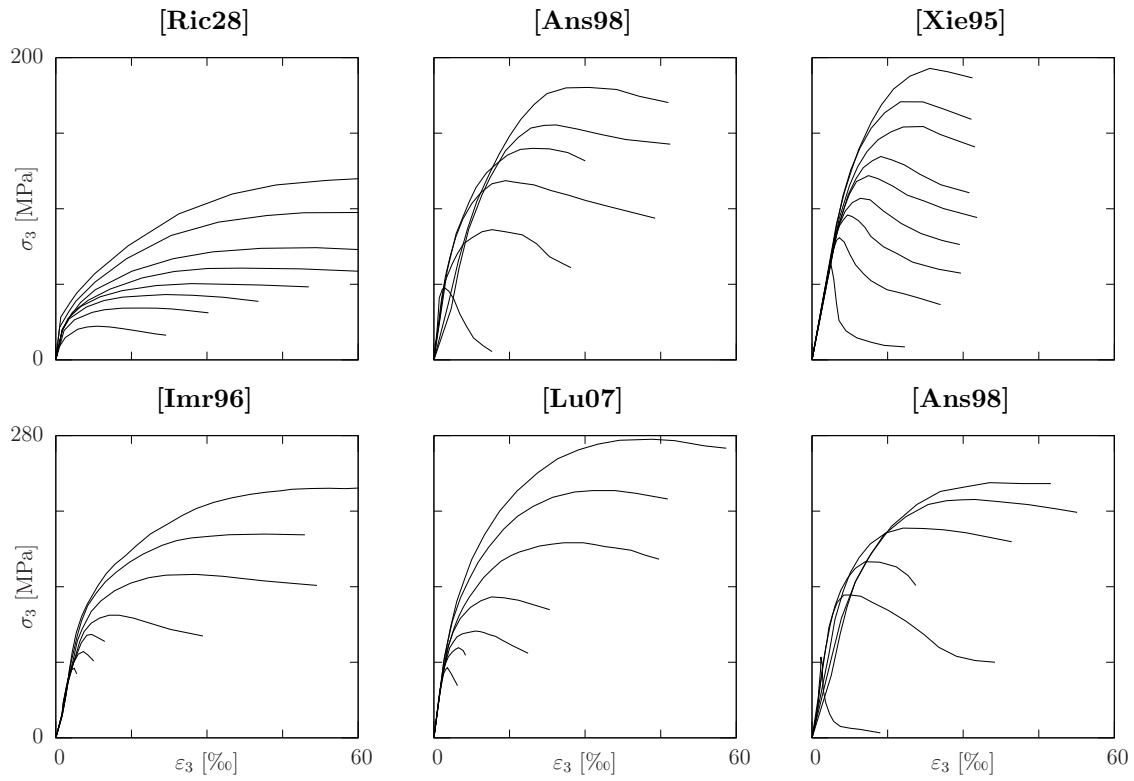 [Ric28] [Ans98] [Xie95]
200
σ₃ [MPa]
0
[Imr96] [Lu07] [Ans98]
280
σ₃ [MPa]
0
0 ε₃ [‰] 60 0 ε₃ [‰] 60 0 ε₃ [‰] 60